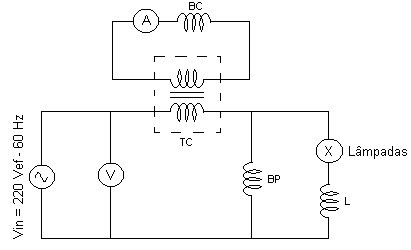 BC
A
TC
Vin = 220 Vef - 60 Hz
V
BP
X
Lâmpadas
L